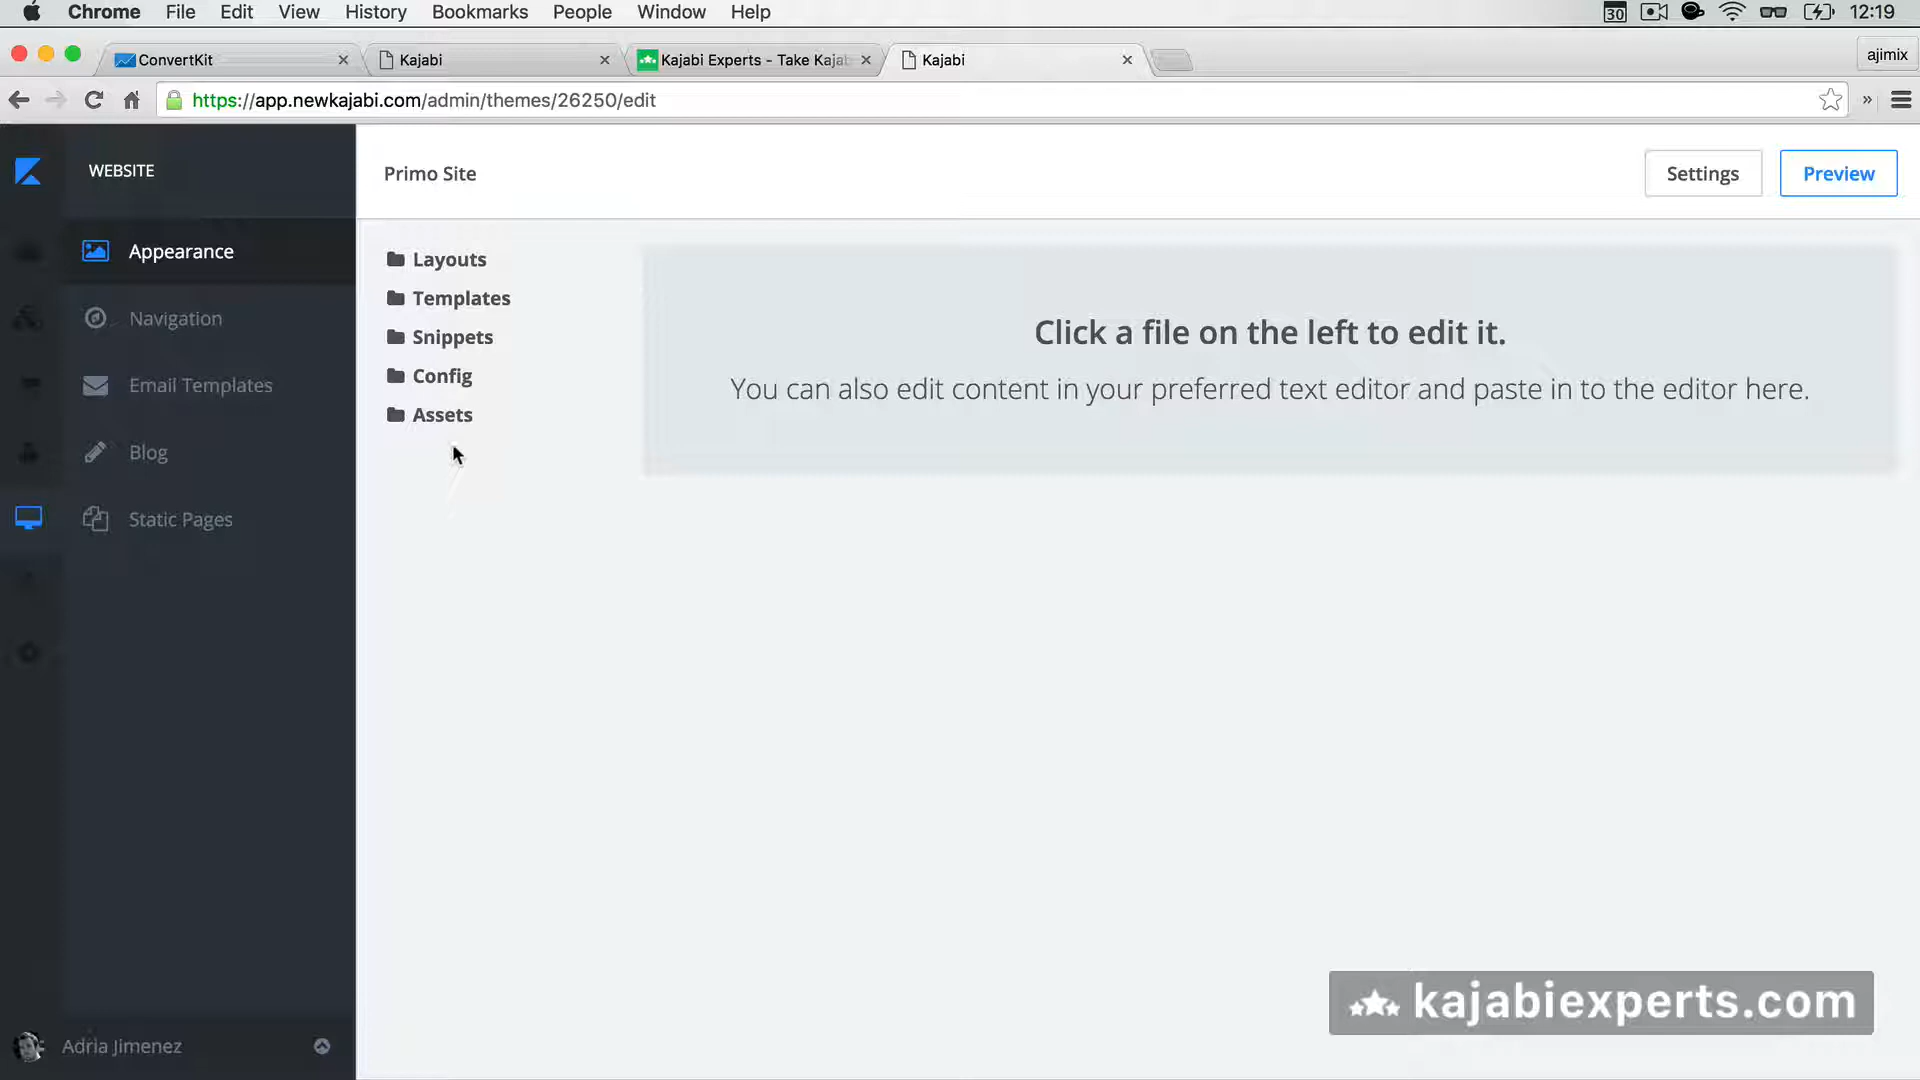 Chrome File Edit View History Bookmarks People Window Help 30 12:19
ConvertKit Kajabi Kajabi Experts - Take Kajab Kajabi ajimix
https://app.newkajabi.com/admin/themes/26250/edit »
WEBSITE
Primo Site
Settings
Preview
Appearance
Navigation
Email Templates
Blog
Static Pages
Layouts
Templates
Snippets
Config
Assets
Click a file on the left to edit it.
You can also edit content in your preferred text editor and paste in to the editor here.
kajabiexperts.com
Adria Jimenez